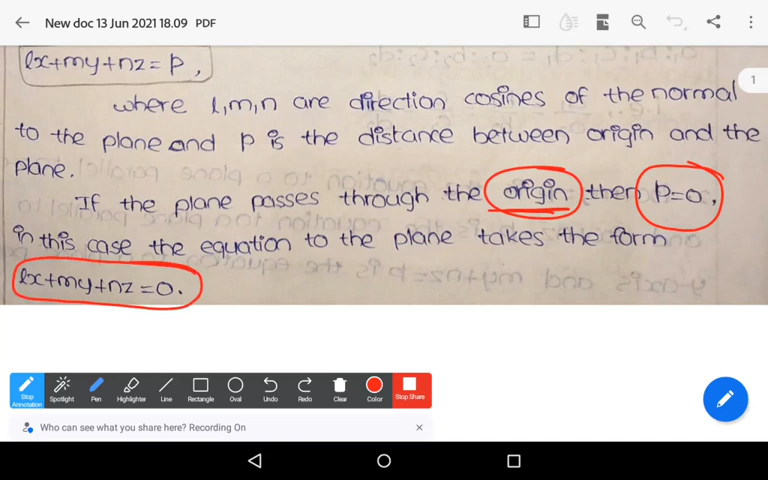 New doc 13 Jun 2021 18.09 PDF
1
lx+my+nz=p,
where l,m,n are direction cosines of the normal
to the plane and p is the distance between origin and the
plane.
If the plane passes through the origin then p=0,
in this case the equation to the plane takes the form
lx+my+nz=0.
Stop Annotation Spotlight Pen Highlighter Line Rectangle Oval Undo Redo Clear Color Stop Share
Who can see what you share here? Recording On